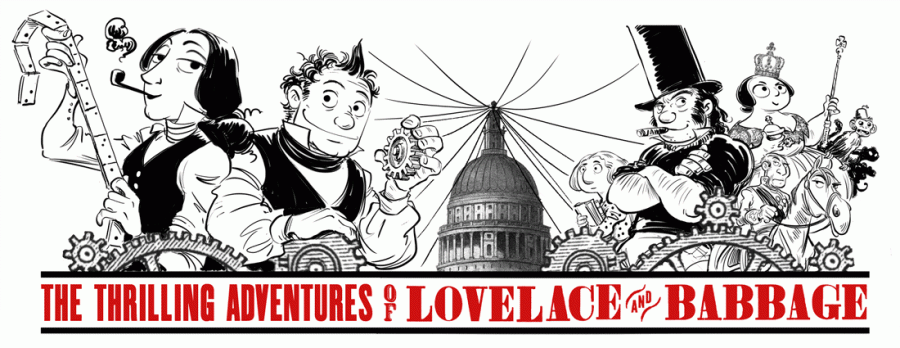 THE THRILLING ADVENTURES OF LOVELACE AND BABBAGE